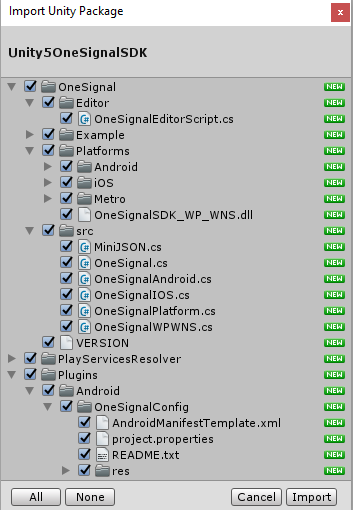 Import Unity Package
x
Unity5OneSignalSDK
OneSignal NEW
Editor NEW
OneSignalEditorScript.cs NEW
Example NEW
Platforms NEW
Android NEW
iOS NEW
Metro NEW
OneSignalSDK_WP_WNS.dll NEW
src NEW
MiniJSON.cs NEW
OneSignal.cs NEW
OneSignalAndroid.cs NEW
OneSignalIOS.cs NEW
OneSignalPlatform.cs NEW
OneSignalWPWNS.cs NEW
VERSION NEW
PlayServicesResolver NEW
Plugins NEW
Android NEW
OneSignalConfig NEW
AndroidManifestTemplate.xml NEW
project.properties NEW
README.txt NEW
res NEW
All None Cancel Import